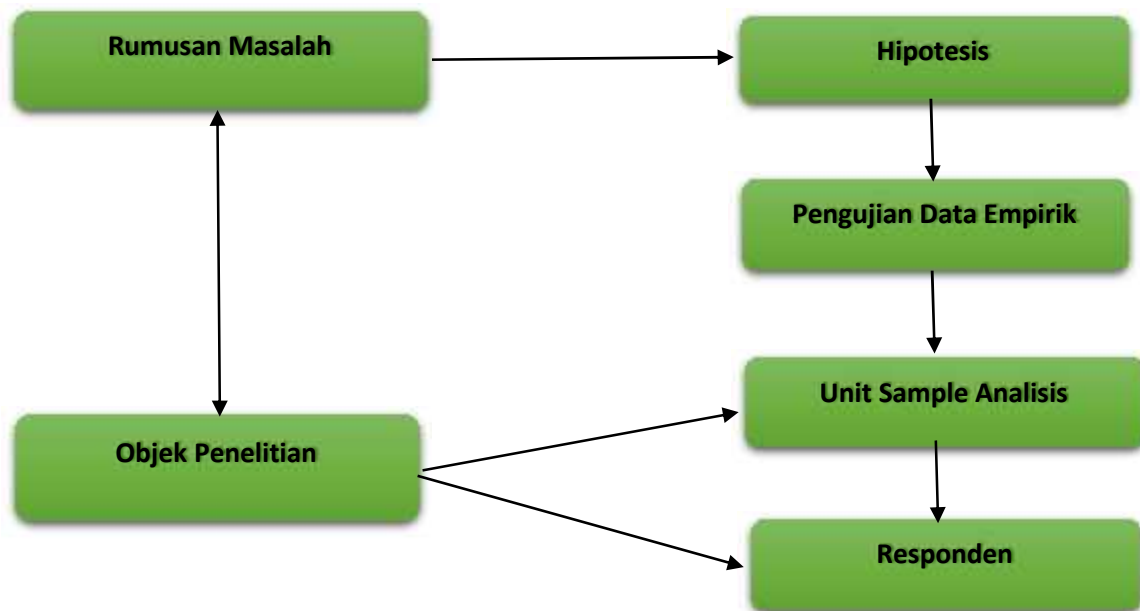 Rumusan Masalah
Hipotesis
Pengujian Data Empirik
Unit Sample Analisis
Objek Penelitian
Responden